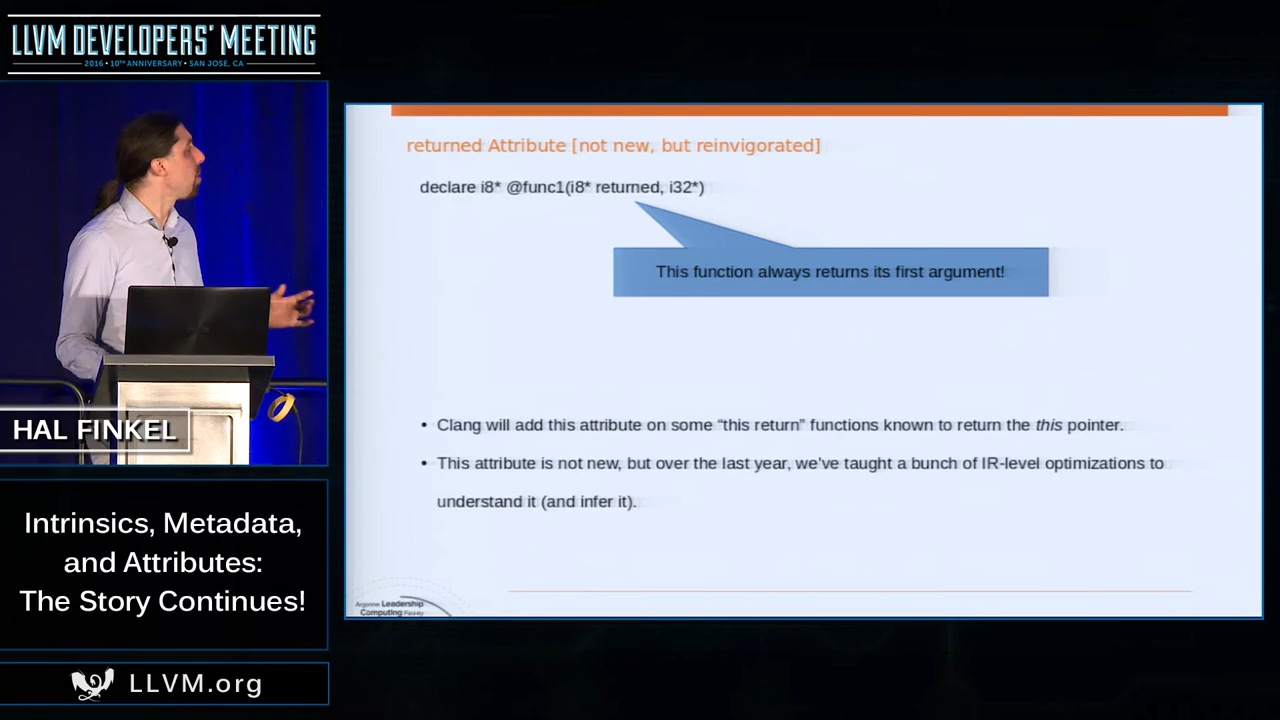 LLVM DEVELOPERS' MEETING
2016 • 10TH ANNIVERSARY • SAN JOSE, CA
returned Attribute [not new, but reinvigorated]
declare i8* @func1(i8* returned, i32*)
This function always returns its first argument!
• Clang will add this attribute on some “this return” functions known to return the this pointer.
• This attribute is not new, but over the last year, we’ve taught a bunch of IR-level optimizations to
understand it (and infer it).
Argonne Leadership
Computing Facility
HAL FINKEL
Intrinsics, Metadata,
and Attributes:
The Story Continues!
LLVM.org